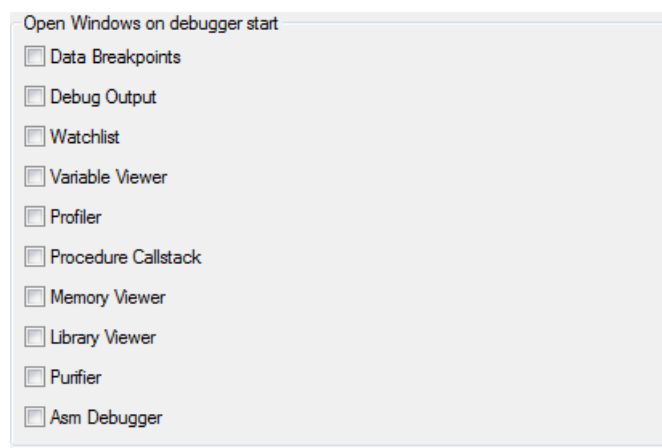 Open Windows on debugger start
Data Breakpoints
Debug Output
Watchlist
Variable Viewer
Profiler
Procedure Callstack
Memory Viewer
Library Viewer
Purifier
Asm Debugger